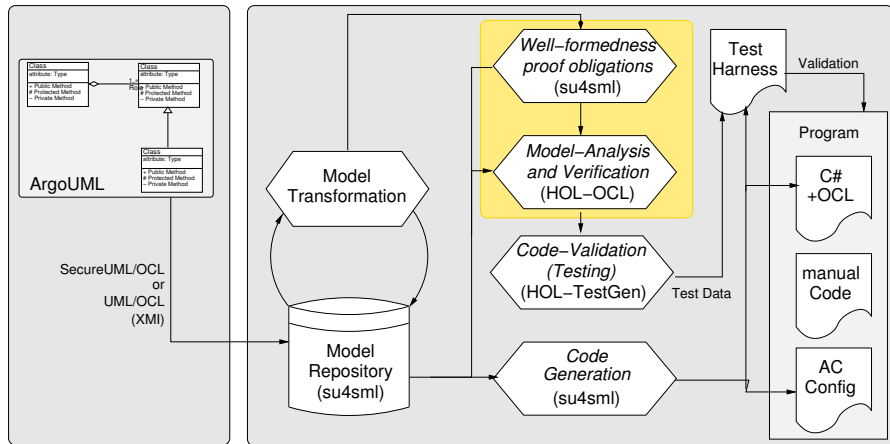 Class
attribute: Type
+ Public Method
# Protected Method
– Private Method
1..*
Role
Class
attribute: Type
+ Public Method
# Protected Method
– Private Method
Class
attribute: Type
+ Public Method
# Protected Method
– Private Method
ArgoUML
SecureUML/OCL
or
UML/OCL
(XMI)
Model
Transformation
Model
Repository
(su4sml)
Well–formedness
proof obligations
(su4sml)
Model–Analysis
and Verification
(HOL–OCL)
Code–Validation
(Testing)
(HOL–TestGen)
Test Data
Code
Generation
(su4sml)
Test
Harness
Validation
Program
C#
+OCL
manual
Code
AC
Config